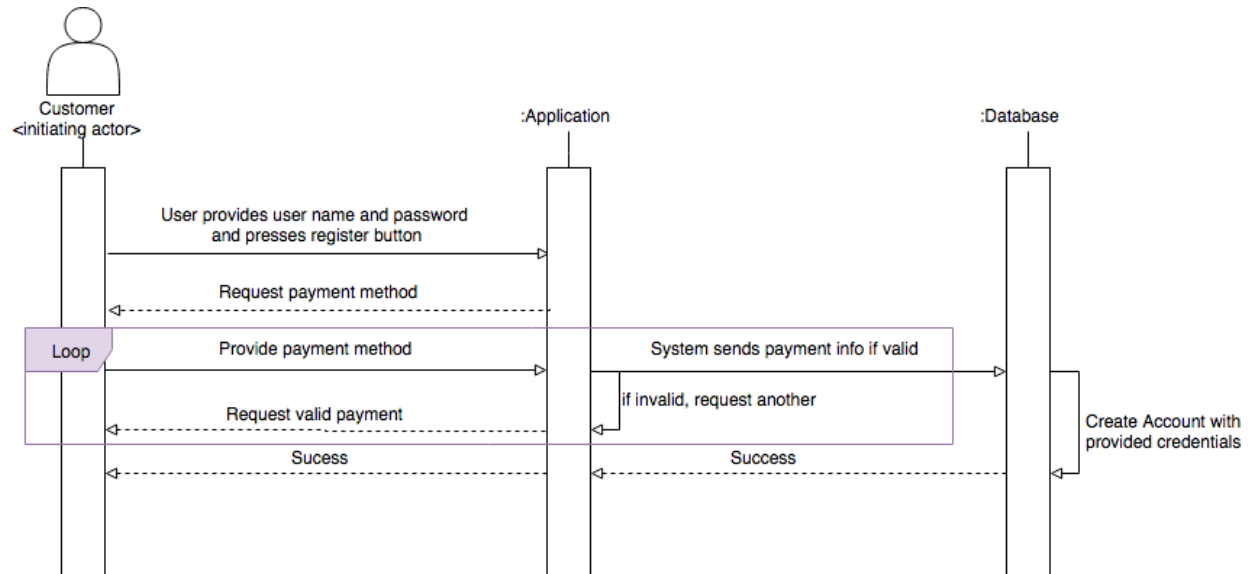 Customer
<initiating actor>
:Application
:Database
User provides user name and password
and presses register button
Request payment method
Loop
Provide payment method
System sends payment info if valid
if invalid, request another
Request valid payment
Create Account with
provided credentials
Sucess
Success